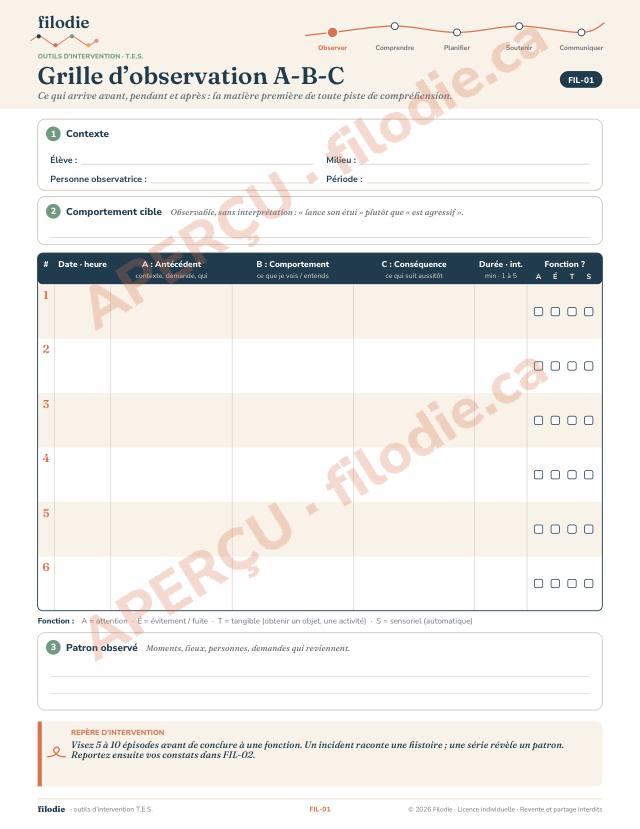 filodie
OUTILS D'INTERVENTION · T.E.S.
Observer Comprendre Planifier Soutenir Communiquer
Grille d'observation A-B-C
FIL-01
Ce qui arrive avant, pendant et après : la matière première de toute piste de compréhension.
1 Contexte
Élève : Milieu :
Personne observatrice : Période :
2 Comportement cible Observable, sans interprétation : « lance son étui » plutôt que « est agressif ».
# Date · heure A : Antécédent B : Comportement C : Conséquence Durée · int. Fonction ?
contexte, demande, qui ce que je vois / entends ce qui suit aussitôt min · 1 à 5 A É T S
1
2
3
4
5
6
Fonction : A = attention · É = évitement / fuite · T = tangible (obtenir un objet, une activité) · S = sensoriel (automatique)
3 Patron observé Moments, lieux, personnes, demandes qui reviennent.
REPÈRE D'INTERVENTION
Visez 5 à 10 épisodes avant de conclure à une fonction. Un incident raconte une histoire ; une série révèle un patron.
Reportez ensuite vos constats dans FIL-02.
filodie · outils d'intervention T.E.S. FIL-01 © 2026 Filodie · Licence individuelle · Revente et partage interdits
APERÇU · filodie.ca
APERÇU · filodie.ca